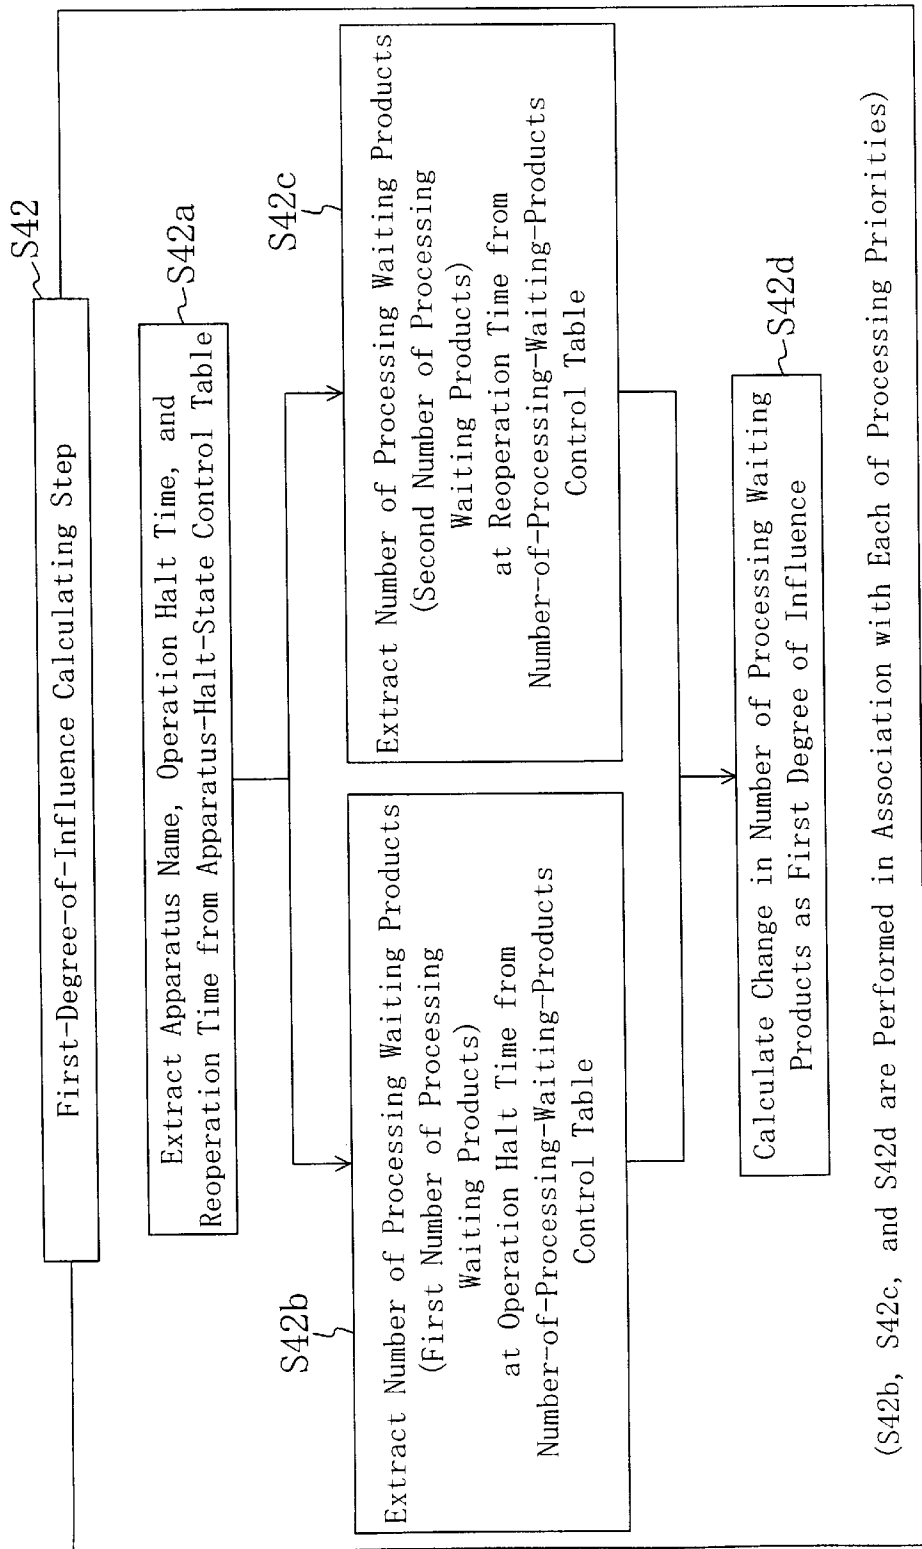 First-Degree-of-Influence Calculating Step
S42
Extract Apparatus Name, Operation Halt Time, and
Reoperation Time from Apparatus-Halt-State Control Table
S42a
S42b
Extract Number of Processing Waiting Products
(First Number of Processing
Waiting Products)
at Operation Halt Time from
Number-of-Processing-Waiting-Products
Control Table
S42c
Extract Number of Processing Waiting Products
(Second Number of Processing
Waiting Products)
at Reoperation Time from
Number-of-Processing-Waiting-Products
Control Table
Calculate Change in Number of Processing Waiting
Products as First Degree of Influence
S42d
(S42b, S42c, and S42d are Performed in Association with Each of Processing Priorities)